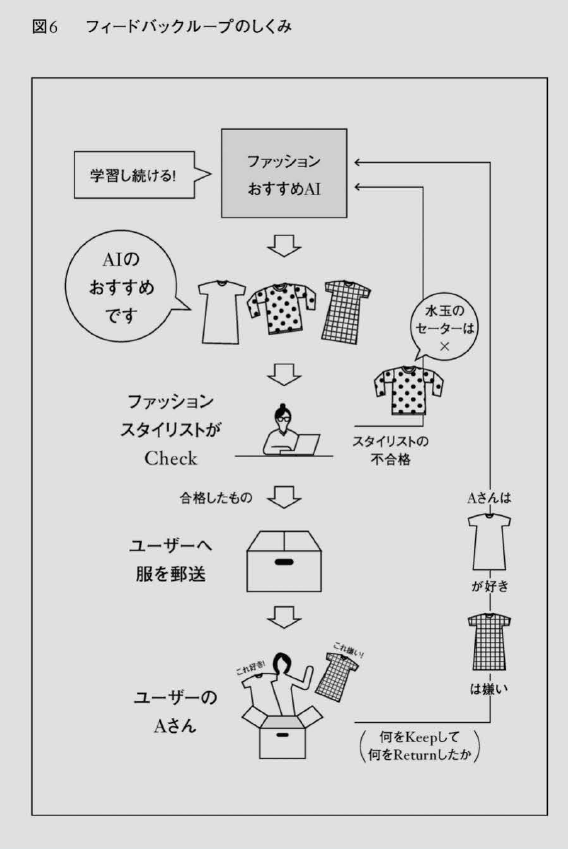 図6 フィードバックループのしくみ
学習し続ける!
ファッション
おすすめAI
AIの
おすすめ
です
水玉の
セーターは
×
ファッション
スタイリストが
Check
スタイリストの
不合格
合格したもの
Aさんは
ユーザーへ
服を郵送
が好き
これ好き!
これ嫌い!
は嫌い
ユーザーの
Aさん
何をKeepして
何をReturnしたか